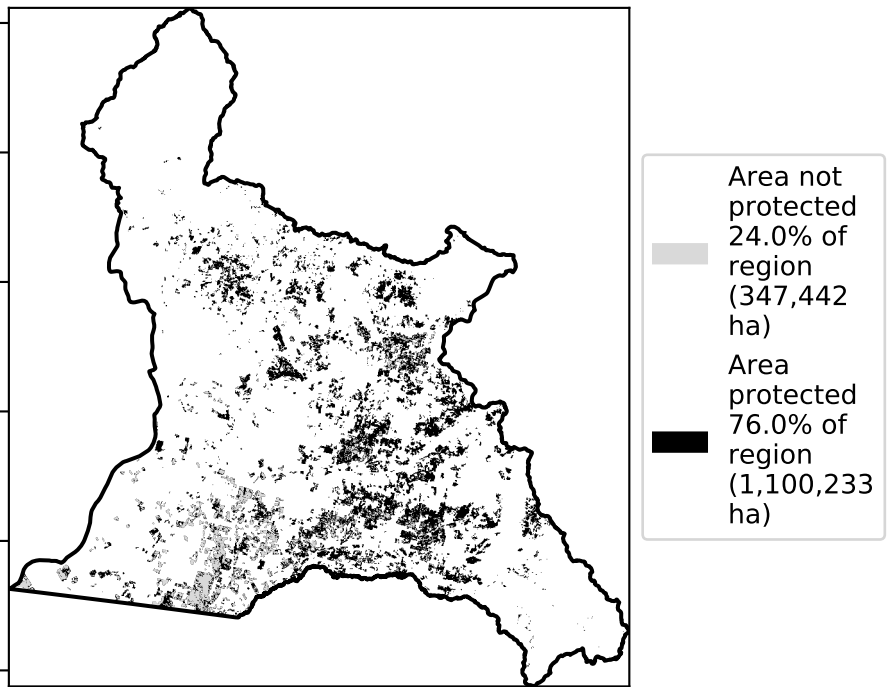 Area not
protected
24.0% of
region
(347,442
ha)
Area
protected
76.0% of
region
(1,100,233
ha)